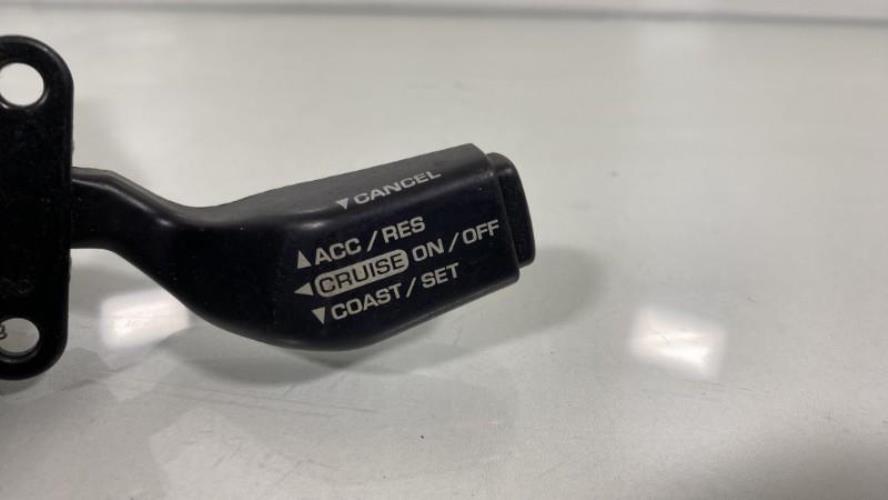 ▼CANCEL
▲ACC / RES
◄CRUISE ON / OFF
▼COAST / SET